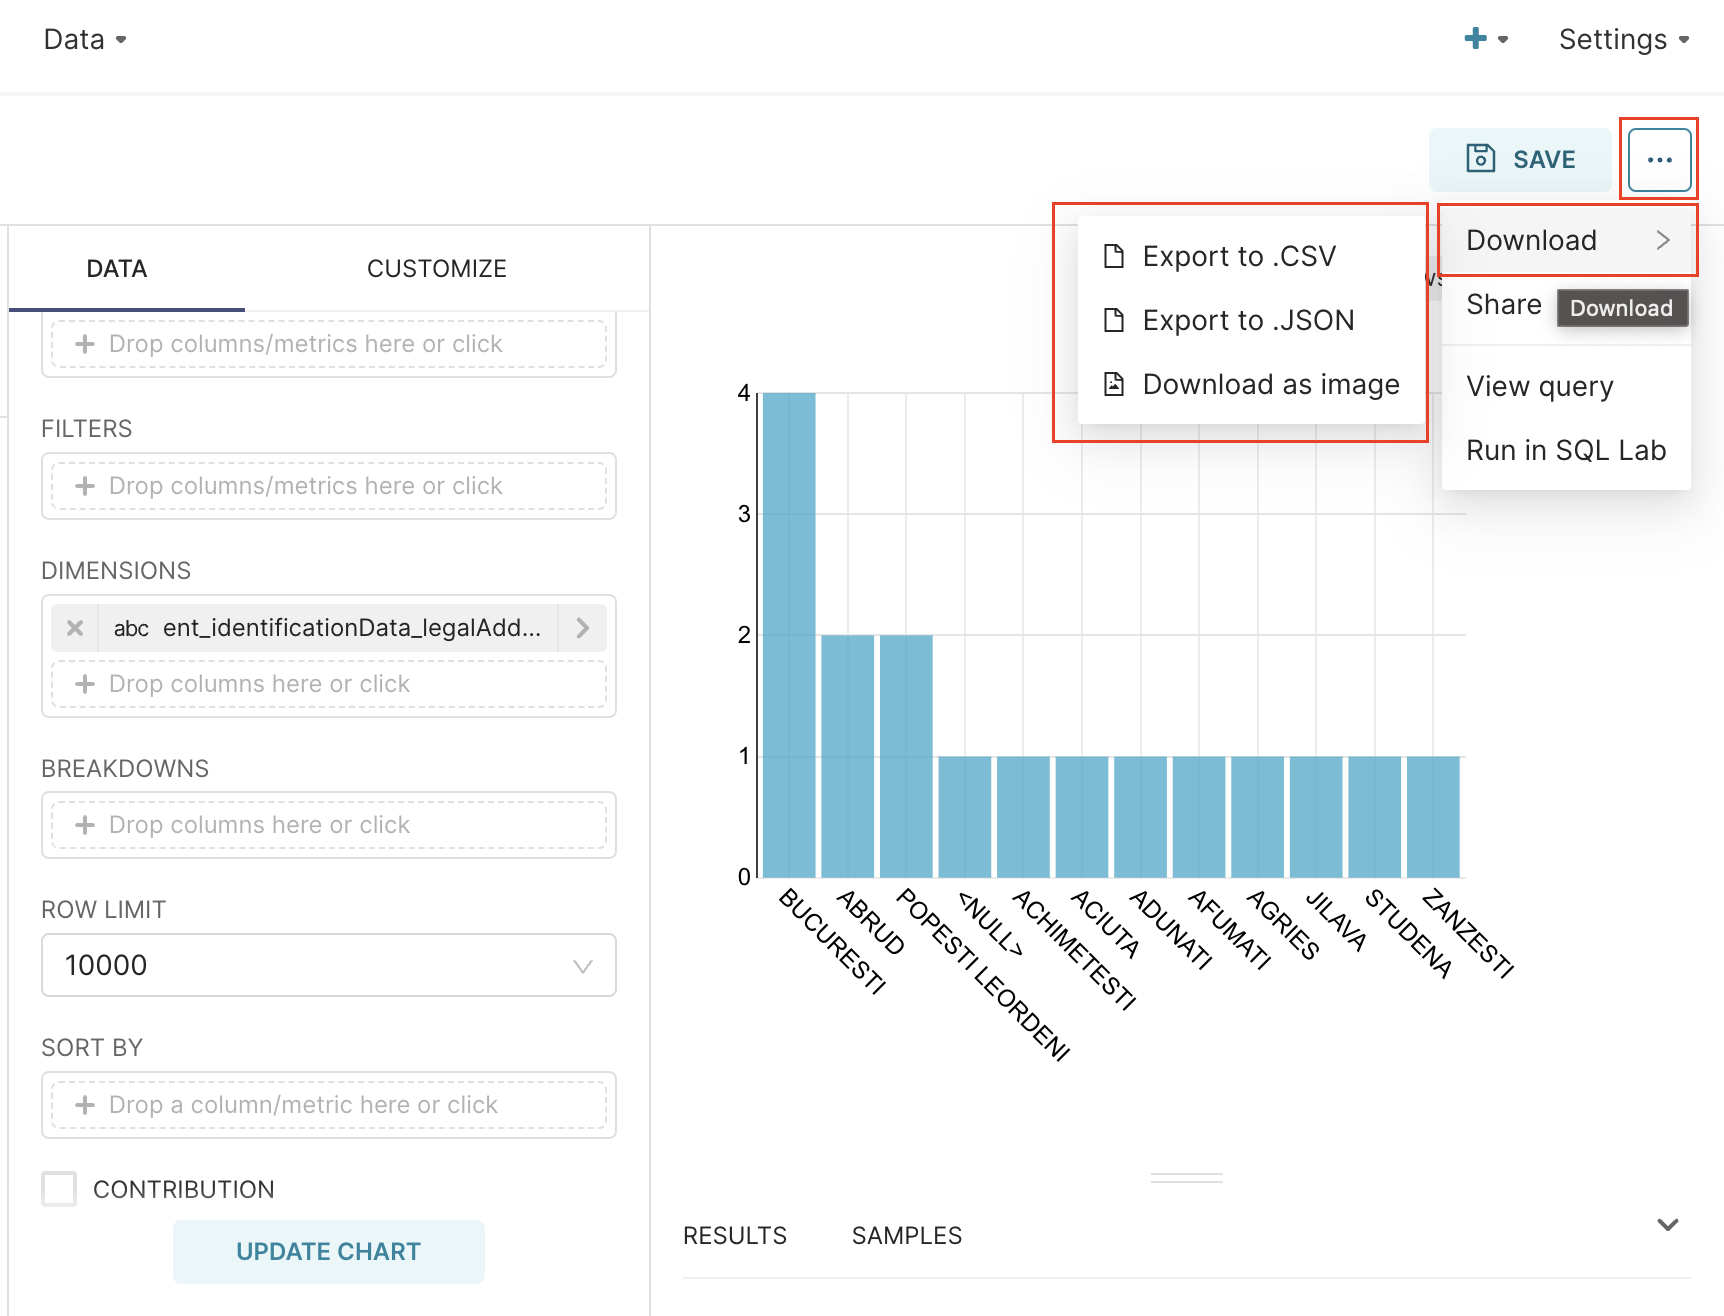 Data
Settings
SAVE
...
Download
Export to .CSV
Export to .JSON
Download as image
Share
Download
View query
Run in SQL Lab
DATA
CUSTOMIZE
Drop columns/metrics here or click
FILTERS
Drop columns/metrics here or click
DIMENSIONS
abc ent_identificationData_legalAdd...
Drop columns here or click
BREAKDOWNS
Drop columns here or click
ROW LIMIT
10000
SORT BY
Drop a column/metric here or click
CONTRIBUTION
UPDATE CHART
4
3
2
1
0
BUCURESTI
ABRUD
POPESTI LEORDENI
<NULL>
ACHIMETESTI
ACIUTA
ADUNATI
AFUMATI
AGRIES
JILAVA
STUDENA
ZANZESTI
RESULTS
SAMPLES